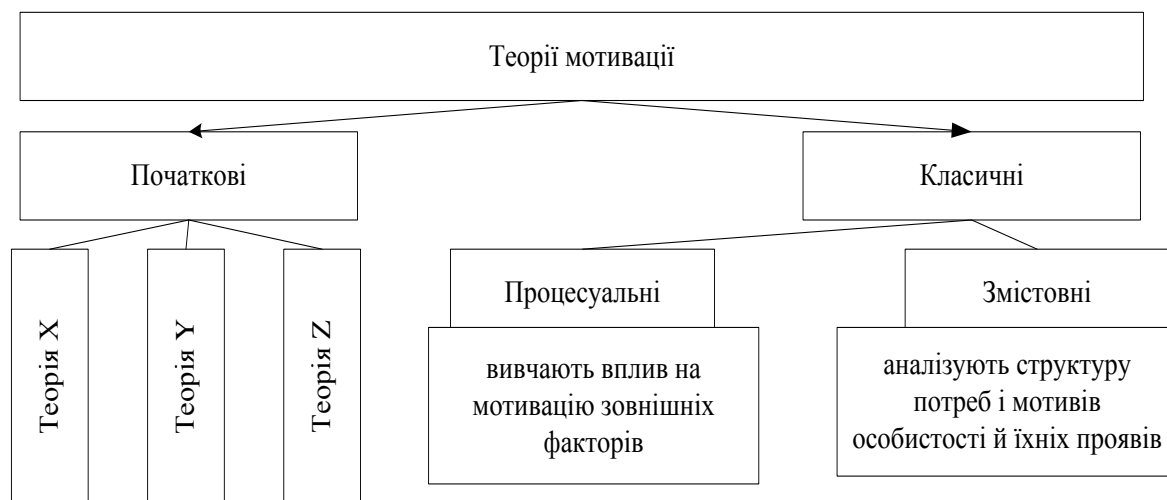 Теорії мотивації
Початкові
Класичні
Теорія X
Теорія Y
Теорія Z
Процесуальні
вивчають вплив на
мотивацію зовнішніх
факторів
Змістовні
аналізують структуру
потреб і мотивів
особистості й їхніх проявів